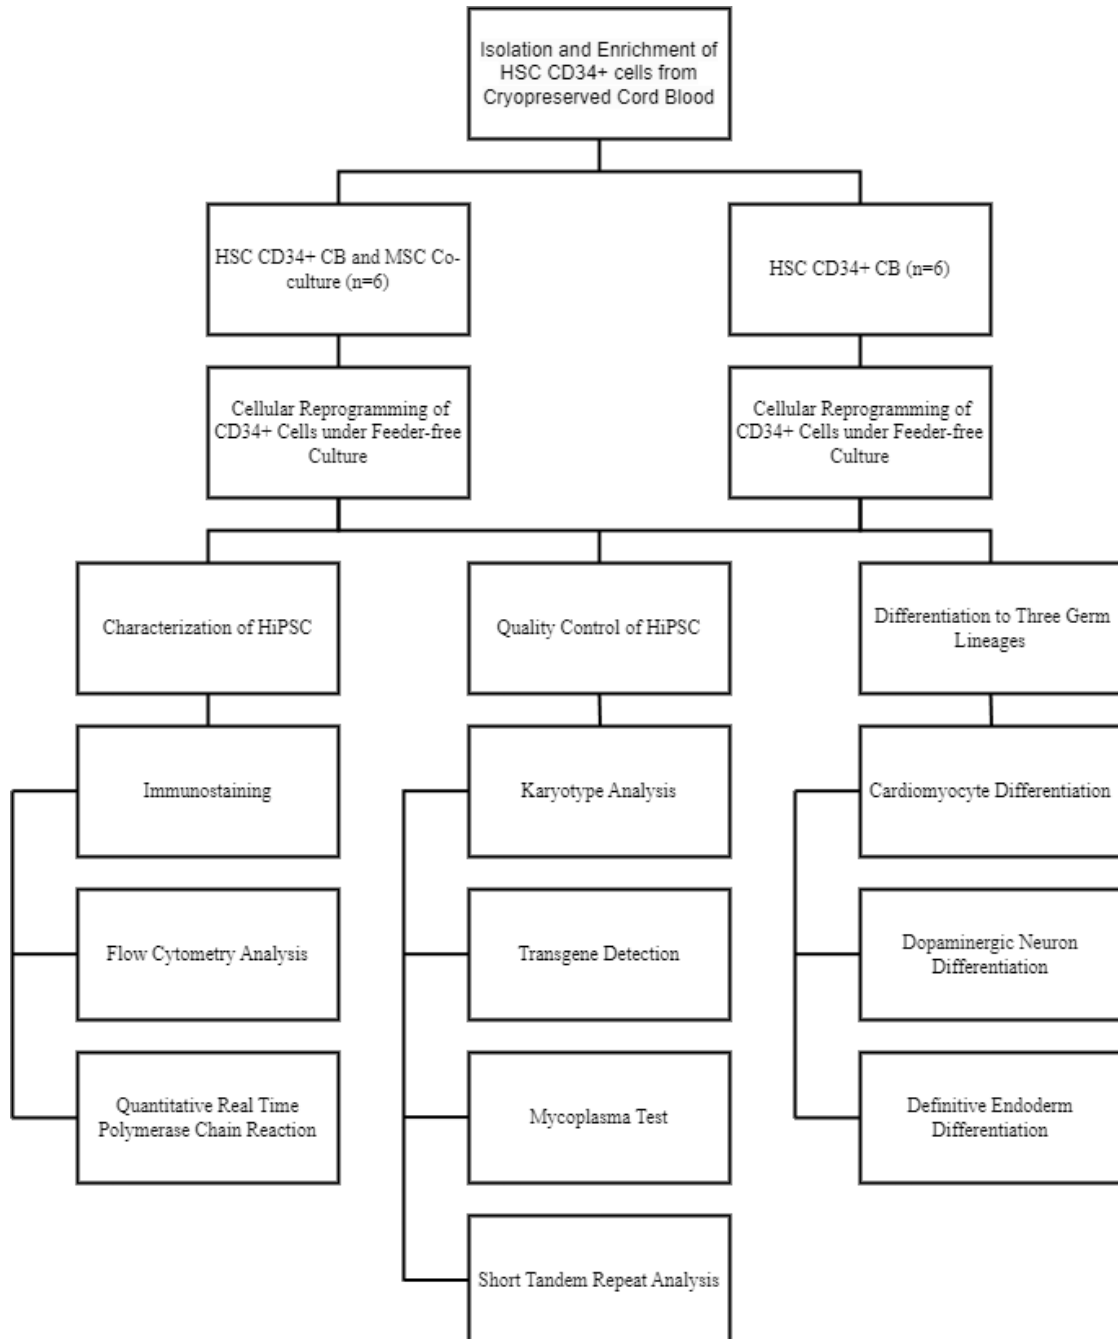 Isolation and Enrichment of
HSC CD34+ cells from
Cryopreserved Cord Blood
HSC CD34+ CB and MSC Co-
culture (n=6)
HSC CD34+ CB (n=6)
Cellular Reprogramming of
CD34+ Cells under Feeder-free
Culture
Cellular Reprogramming of
CD34+ Cells under Feeder-free
Culture
Characterization of HiPSC
Quality Control of HiPSC
Differentiation to Three Germ
Lineages
Immunostaining
Karyotype Analysis
Cardiomyocyte Differentiation
Flow Cytometry Analysis
Transgene Detection
Dopaminergic Neuron
Differentiation
Quantitative Real Time
Polymerase Chain Reaction
Mycoplasma Test
Definitive Endoderm
Differentiation
Short Tandem Repeat Analysis